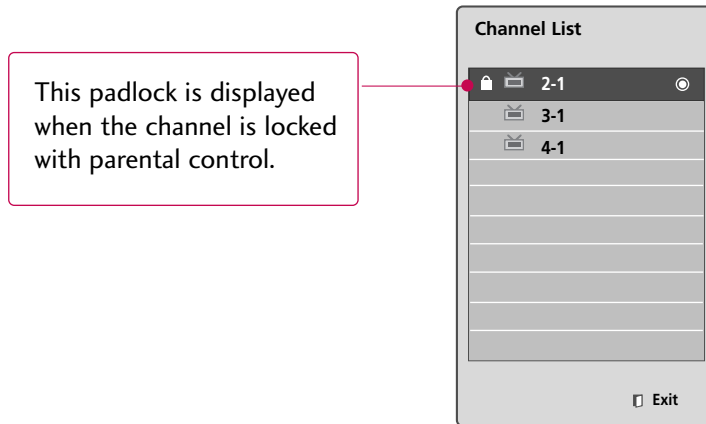 Channel List
This padlock is displayed
when the channel is locked
with parental control.
2-1
3-1
4-1
Exit